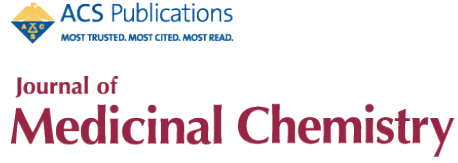 ACS Publications
MOST TRUSTED. MOST CITED. MOST READ.
Journal of
Medicinal Chemistry